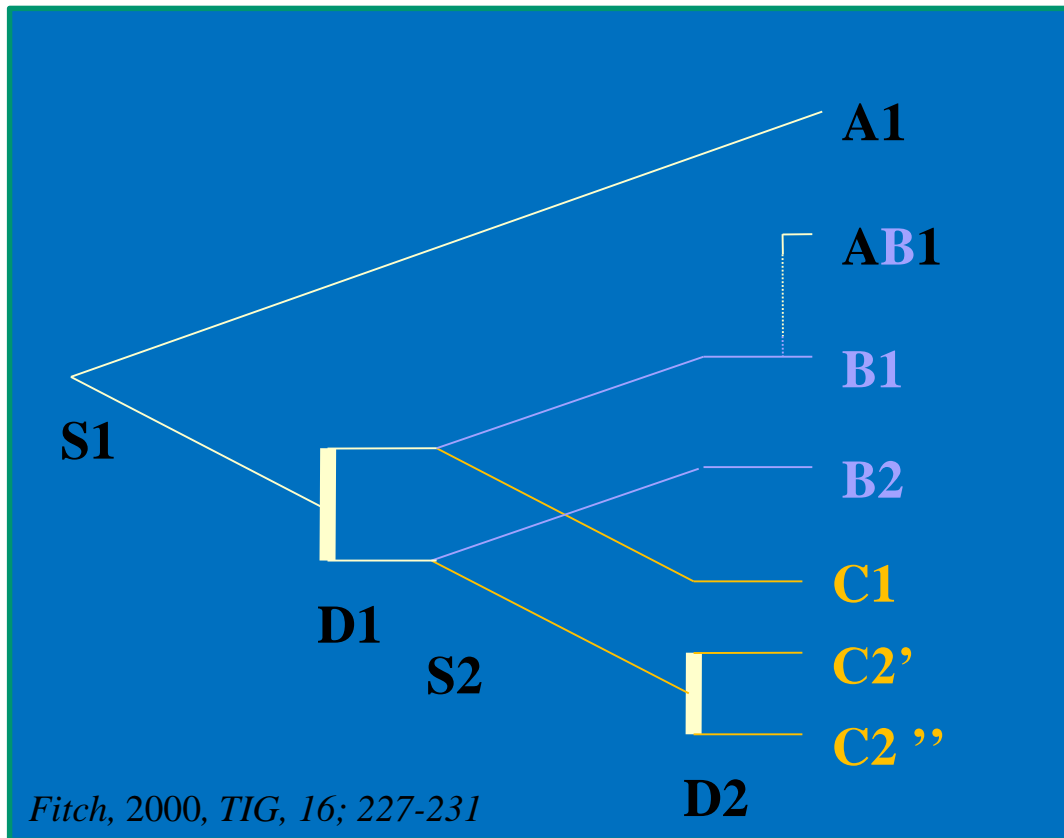 A1
AB1
B1
S1
B2
C1
D1
C2’
S2
C2 ’’
D2
Fitch, 2000, TIG, 16; 227-231